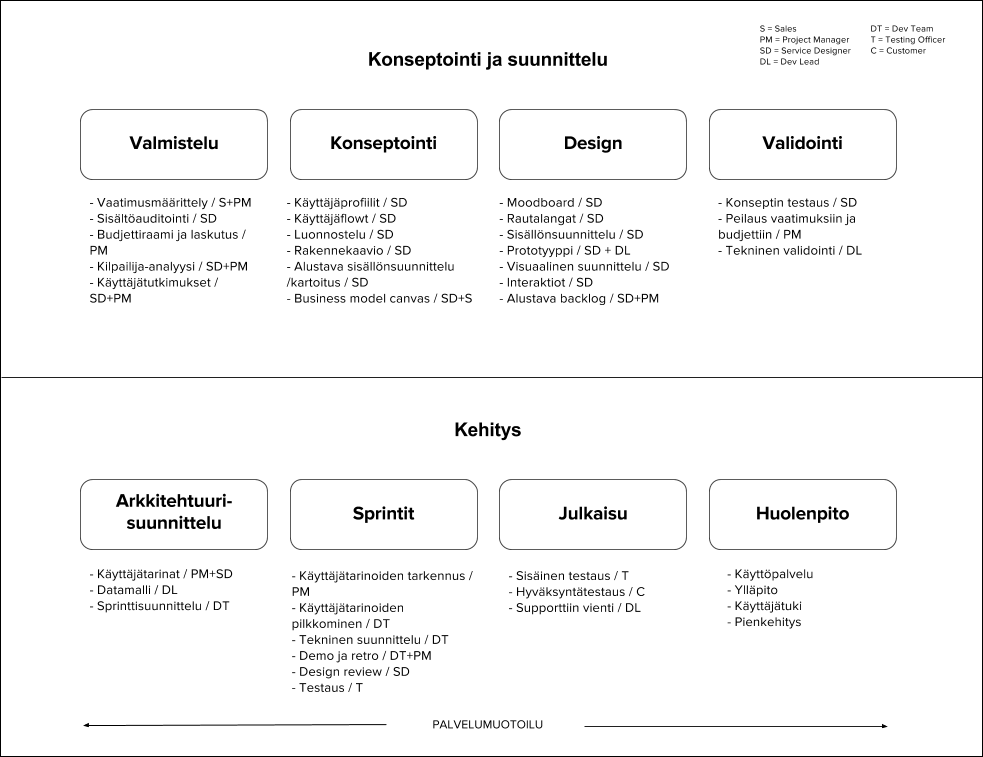 S = Sales
PM = Project Manager
SD = Service Designer
DL = Dev Lead
DT = Dev Team
T = Testing Officer
C = Customer
Konseptointi ja suunnittelu
Valmistelu
- Vaatimusmäärittely / S+PM
- Sisältöauditointi / SD
- Budjettiraami ja laskutus /
PM
- Kilpailija-analyysi / SD+PM
- Käyttäjätutkimukset /
SD+PM
Konseptointi
- Käyttäjäprofiilit / SD
- Käyttäjäflowt / SD
- Luonnostelu / SD
- Rakennekaavio / SD
- Alustava sisällönsuunnittelu
/kartoitus / SD
- Business model canvas / SD+S
Design
- Moodboard / SD
- Rautalangat / SD
- Sisällönsuunnittelu / SD
- Prototyyppi / SD + DL
- Visuaalinen suunnittelu / SD
- Interaktiot / SD
- Alustava backlog / SD+PM
Validointi
- Konseptin testaus / SD
- Peilaus vaatimuksiin ja
budjettiin / PM
- Tekninen validointi / DL
Kehitys
Arkkitehtuuri-
suunnittelu
- Käyttäjätarinat / PM+SD
- Datamalli / DL
- Sprinttisuunnittelu / DT
Sprintit
- Käyttäjätarinoiden tarkennus /
PM
- Käyttäjätarinoiden
pilkkominen / DT
- Tekninen suunnittelu / DT
- Demo ja retro / DT+PM
- Design review / SD
- Testaus / T
Julkaisu
- Sisäinen testaus / T
- Hyväksyntätestaus / C
- Supporttiin vienti / DL
Huolenpito
- Käyttöpalvelu
- Ylläpito
- Käyttäjätuki
- Pienkehitys
PALVELUMUOTOILU